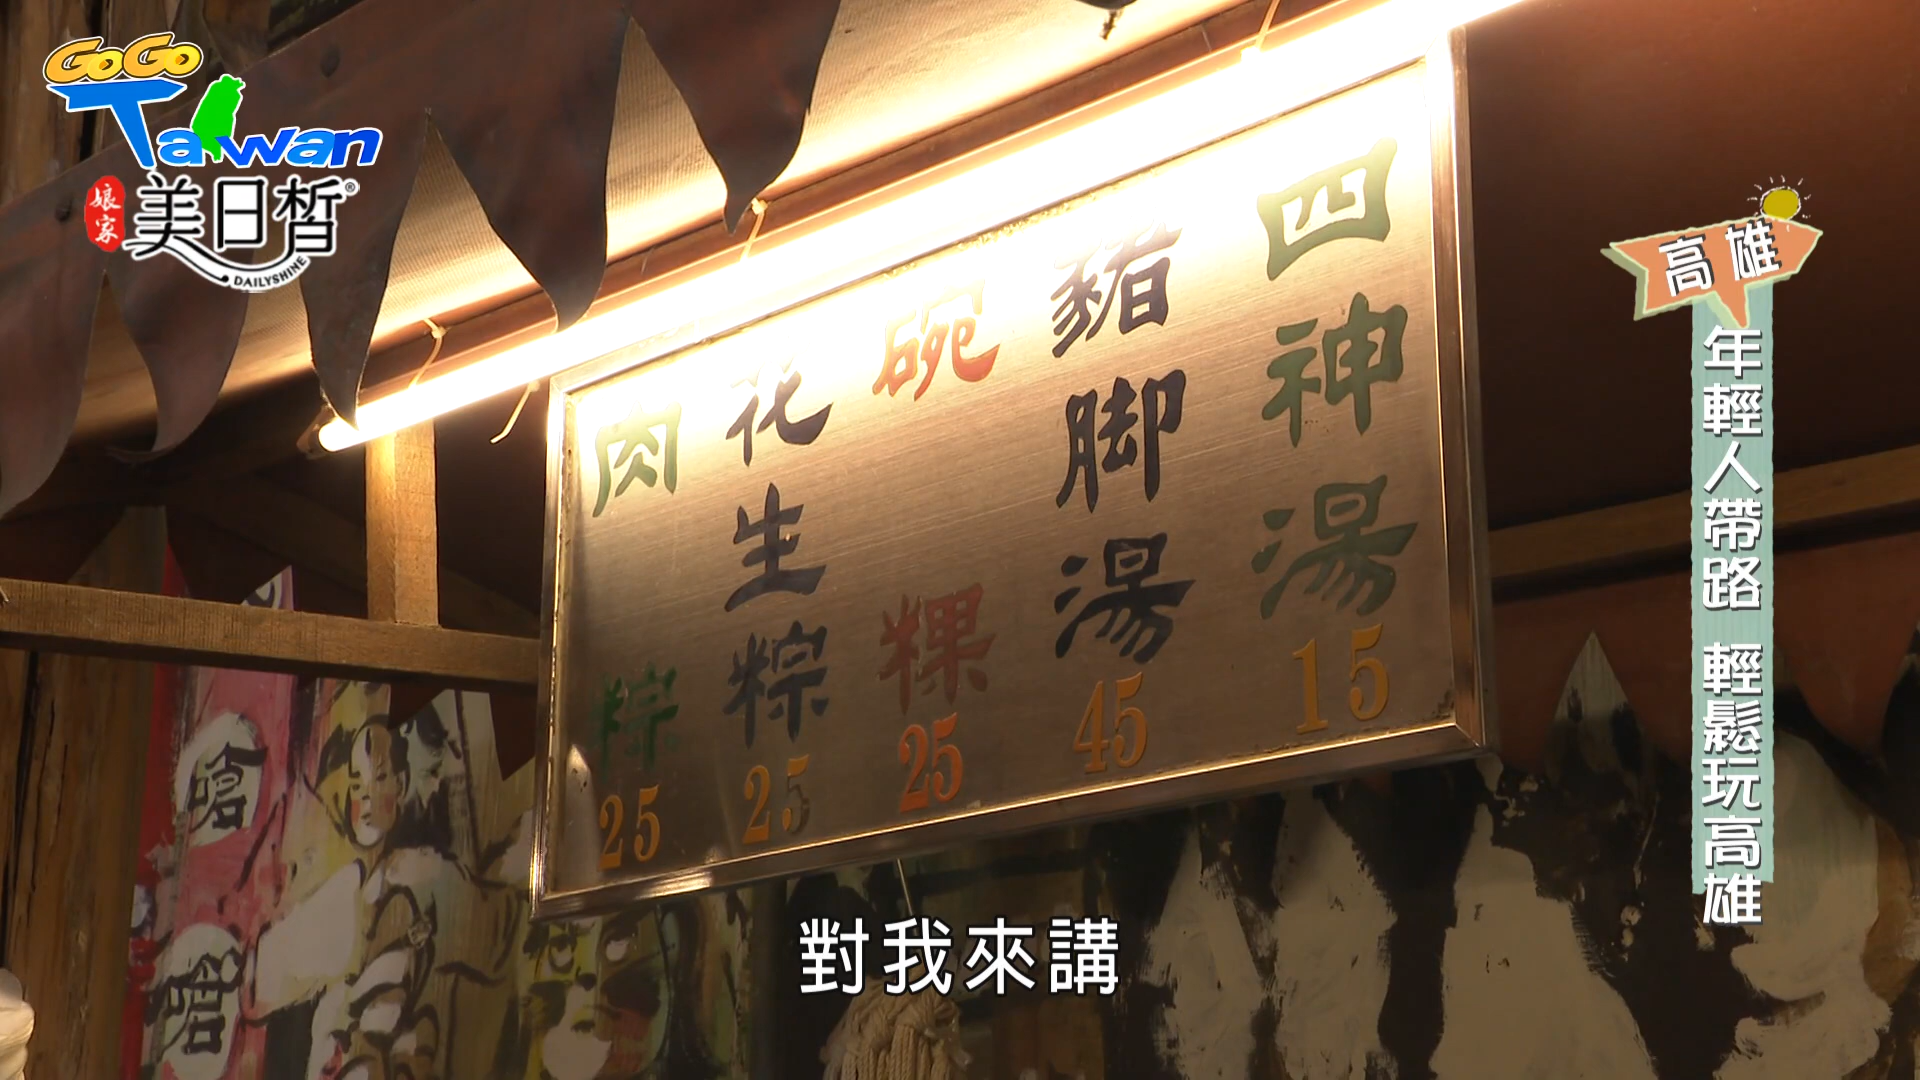 GoGo
Taiwan
娘家
美日皙®
DAILYSHINE
高雄
年輕人帶路 輕鬆玩高雄
四神湯 15
豬脚湯 45
碗粿 25
花生粽 25
肉粽 25
嗆
對我來講